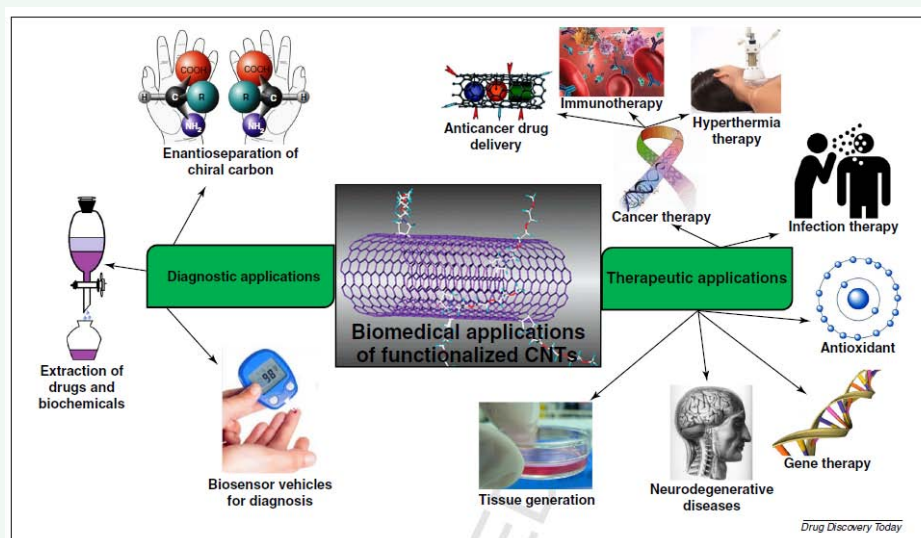 COOH
COOH
H
C
R
R
C
H
NH₂
NH₂
Enantioseparation of
chiral carbon
Anticancer drug
delivery
Immunotherapy
Hyperthermia
therapy
Cancer therapy
Infection therapy
Diagnostic applications
Therapeutic applications
Biomedical applications
of functionalized CNTs
Extraction of
drugs and
biochemicals
98
Biosensor vehicles
for diagnosis
Antioxidant
Tissue generation
Neurodegenerative
diseases
Gene therapy
Drug Discovery Today